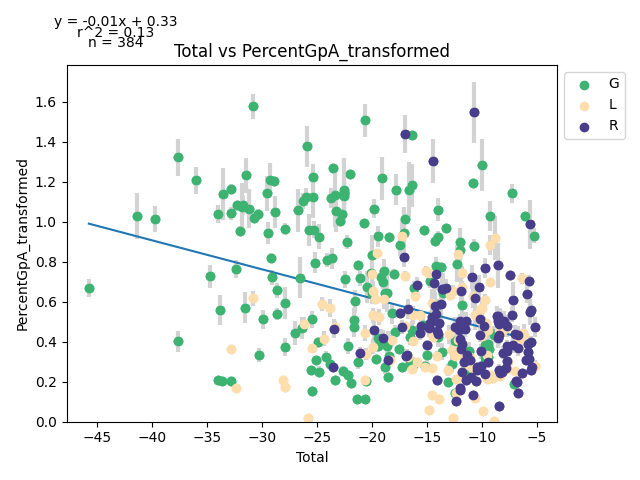 y = -0.01x + 0.33
r^2 = 0.13
n = 384
Total vs PercentGpA_transformed
G
L
R
PercentGpA_transformed
1.6
1.4
1.2
1.0
0.8
0.6
0.4
0.2
0.0
−45 −40 −35 −30 −25 −20 −15 −10 −5
Total